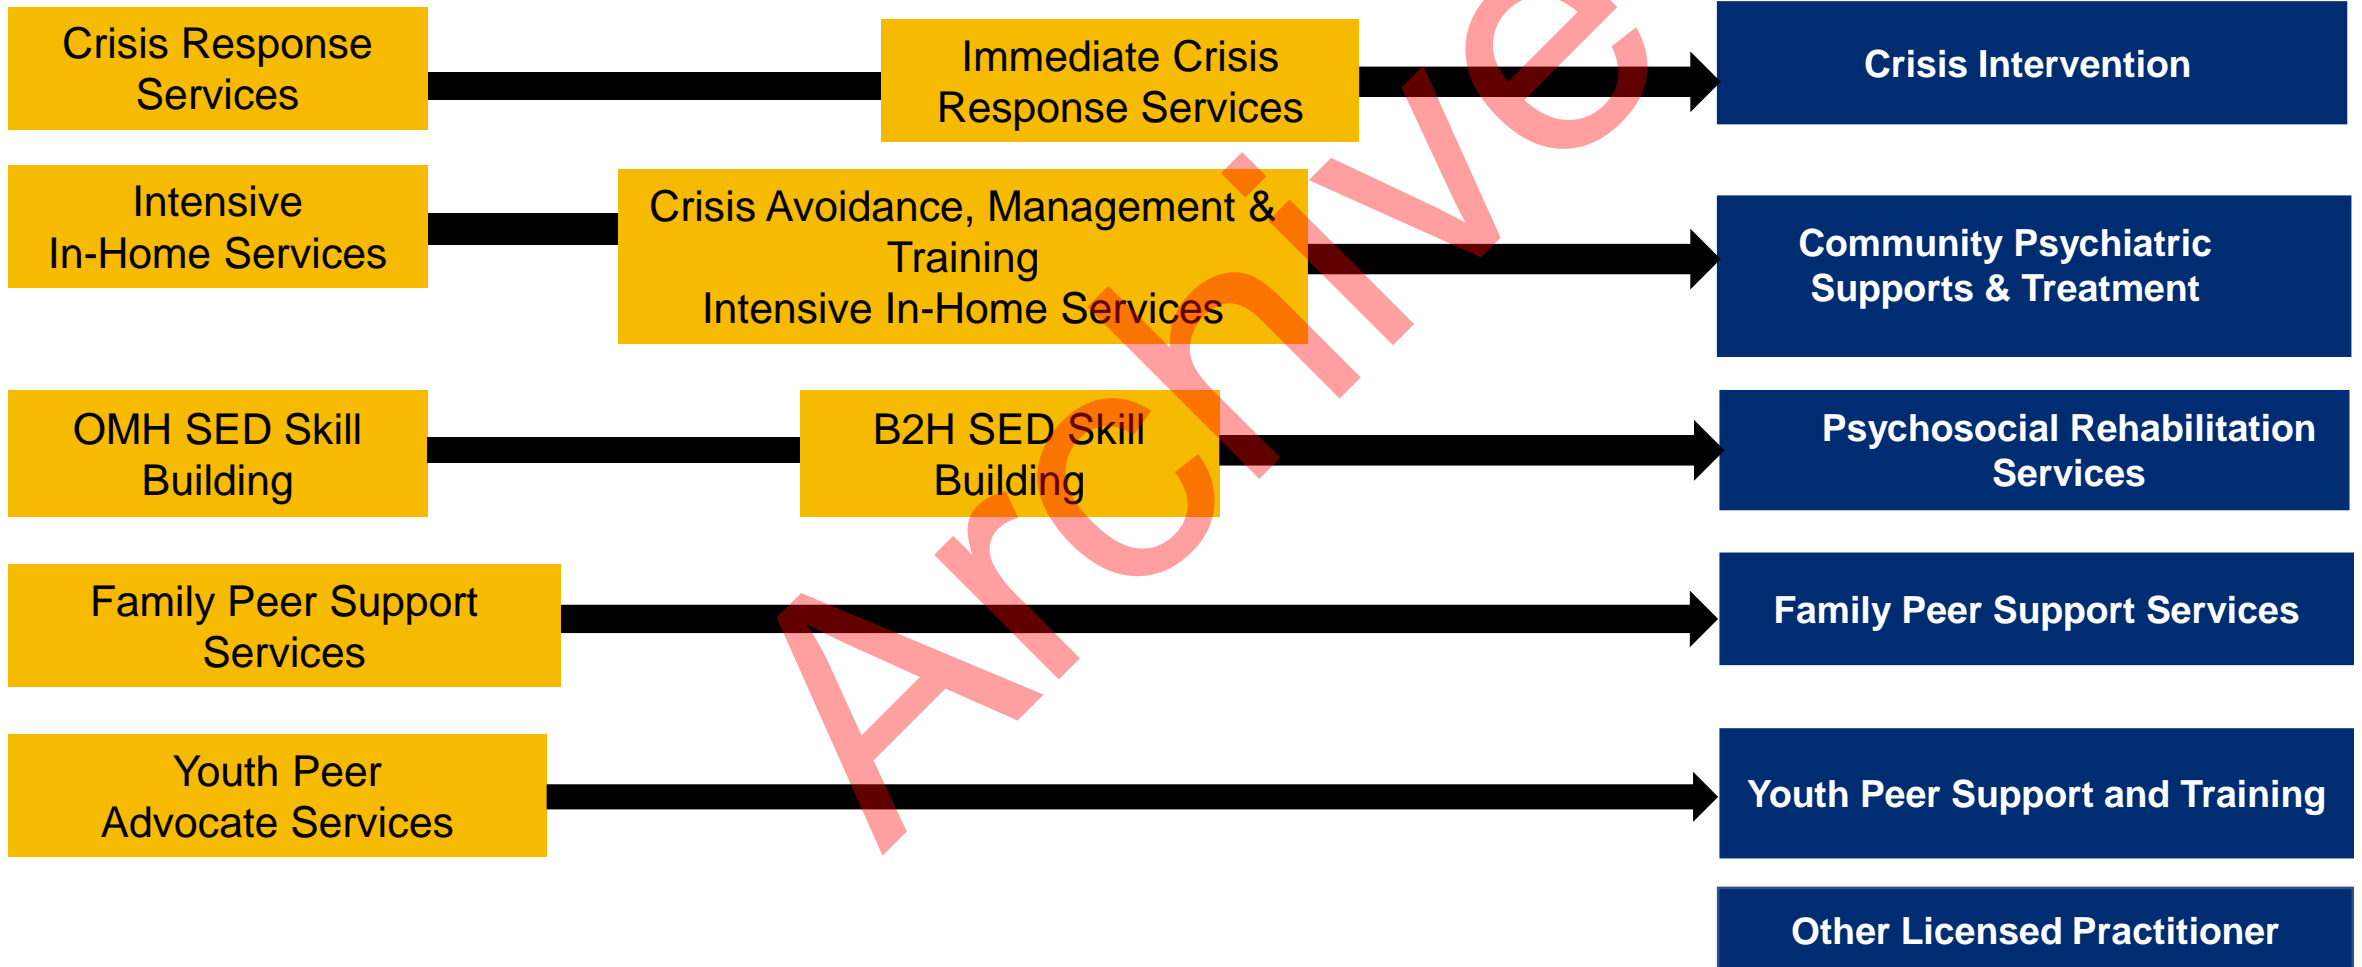 Crisis Response
Services
Immediate Crisis
Response Services
Crisis Intervention
Intensive
In-Home Services
Crisis Avoidance, Management &
Training
Intensive In-Home Services
Community Psychiatric
Supports & Treatment
OMH SED Skill
Building
B2H SED Skill
Building
Psychosocial Rehabilitation
Services
Family Peer Support
Services
Family Peer Support Services
Youth Peer
Advocate Services
Youth Peer Support and Training
Other Licensed Practitioner
Archive